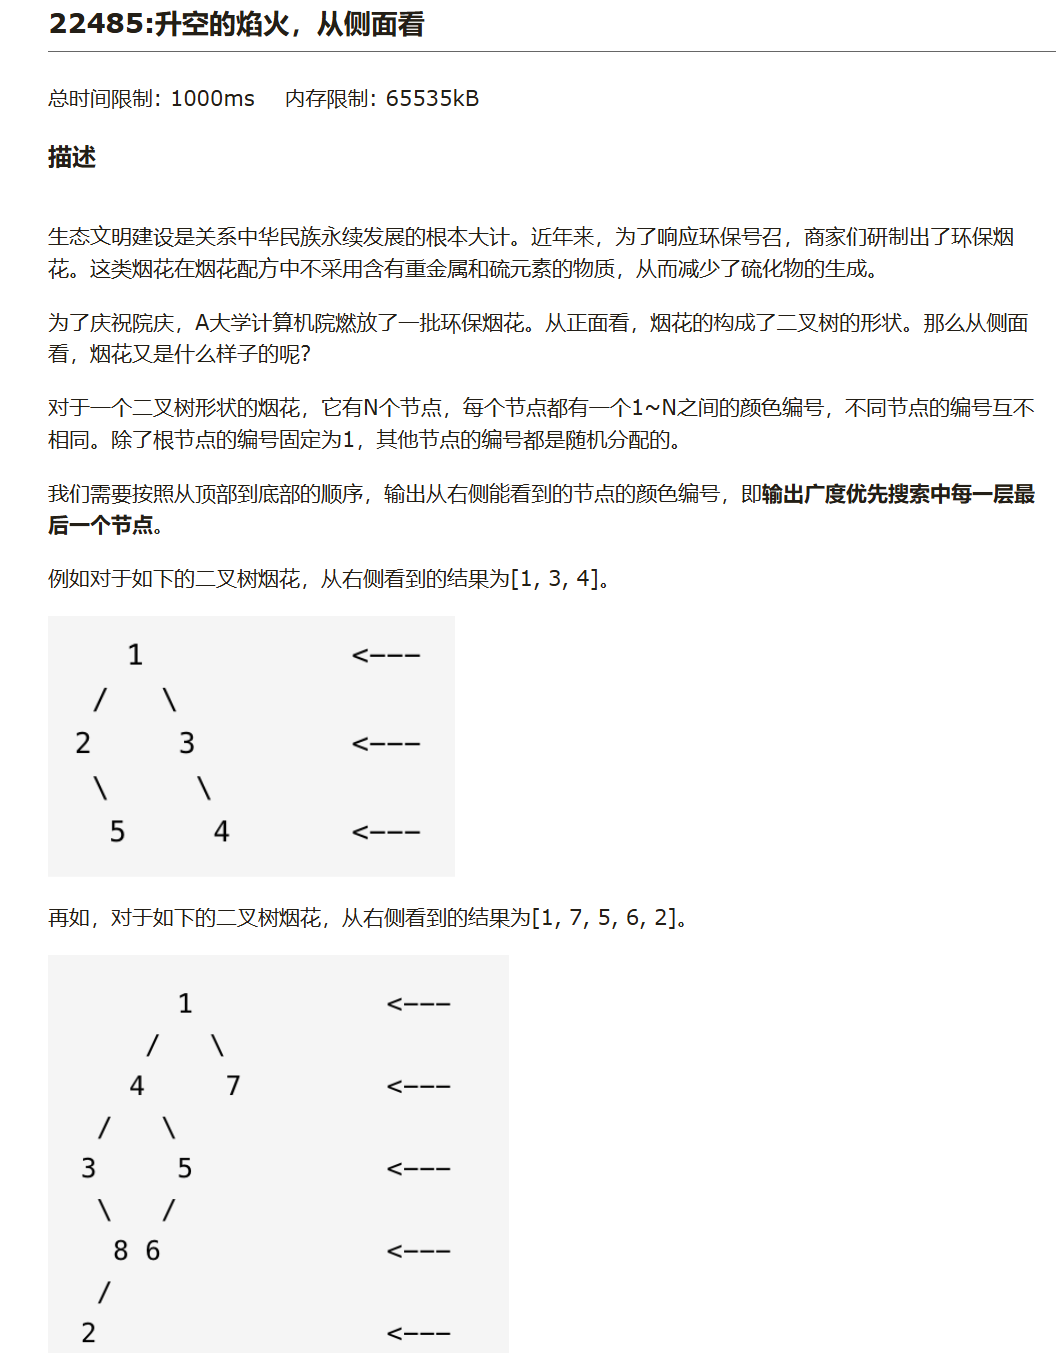 22485:升空的焰火，从侧面看
总时间限制: 1000ms 内存限制: 65535kB
描述
生态文明建设是关系中华民族永续发展的根本大计。近年来，为了响应环保号召，商家们研制出了环保烟
花。这类烟花在烟花配方中不采用含有重金属和硫元素的物质，从而减少了硫化物的生成。
为了庆祝院庆，A大学计算机院燃放了一批环保烟花。从正面看，烟花的构成了二叉树的形状。那么从侧面
看，烟花又是什么样子的呢？
对于一个二叉树形状的烟花，它有N个节点，每个节点都有一个1~N之间的颜色编号，不同节点的编号互不
相同。除了根节点的编号固定为1，其他节点的编号都是随机分配的。
我们需要按照从顶部到底部的顺序，输出从右侧能看到的节点的颜色编号，即输出广度优先搜索中每一层最
后一个节点。
例如对于如下的二叉树烟花，从右侧看到的结果为[1, 3, 4]。
1 <---
/ \
2 3 <---
\ \
5 4 <---
再如，对于如下的二叉树烟花，从右侧看到的结果为[1, 7, 5, 6, 2]。
1 <---
/ \
4 7 <---
/ \
3 5 <---
\ /
8 6 <---
/
2 <---